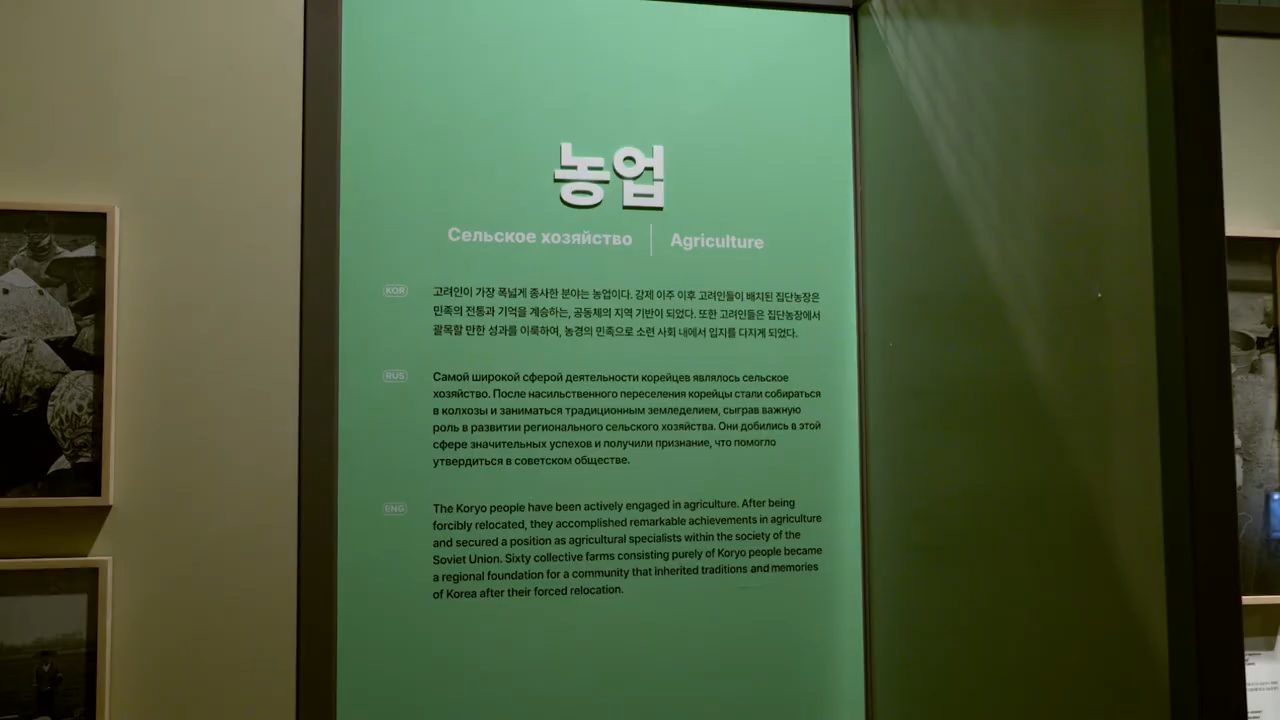 농업
Сельское хозяйство | Agriculture
KOR
고려인이 가장 폭넓게 종사한 분야는 농업이다. 강제 이주 이후 고려인들이 배치된 집단농장은
민족의 전통과 기억을 계승하는, 공동체의 지역 기반이 되었다. 또한 고려인들은 집단농장에서
괄목할 만한 성과를 이룩하여, 농경의 민족으로 소련 사회 내에서 입지를 다지게 되었다.
RUS
Самой широкой сферой деятельности корейцев являлось сельское
хозяйство. После насильственного переселения корейцы стали собираться
в колхозы и заниматься традиционным земледелием, сыграв важную
роль в развитии регионального сельского хозяйства. Они добились в этой
сфере значительных успехов и получили признание, что помогло
утвердиться в советском обществе.
ENG
The Koryo people have been actively engaged in agriculture. After being
forcibly relocated, they accomplished remarkable achievements in agriculture
and secured a position as agricultural specialists within the society of the
Soviet Union. Sixty collective farms consisting purely of Koryo people became
a regional foundation for a community that inherited traditions and memories
of Korea after their forced relocation.